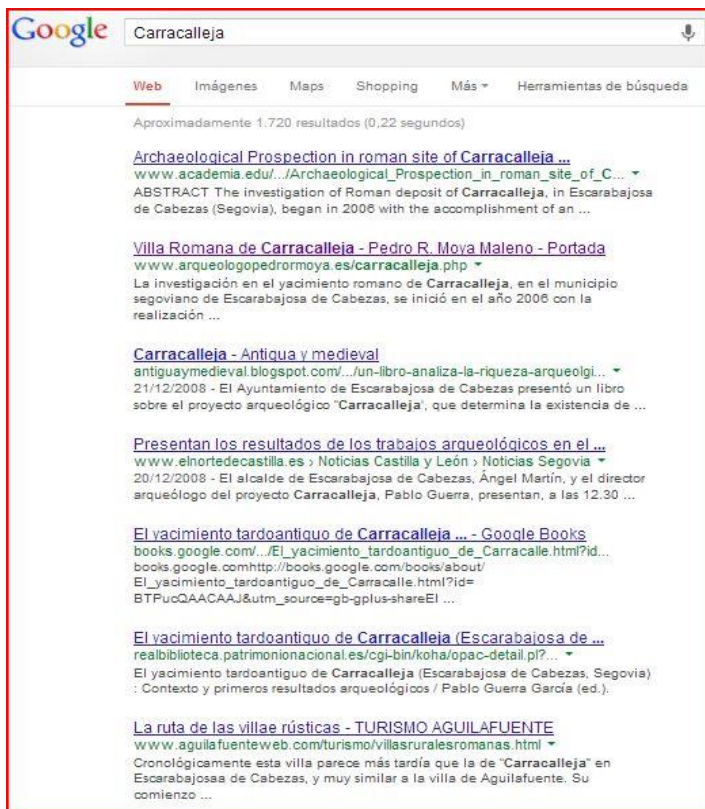 Google Carracalleja
Web Imágenes Maps Shopping Más Herramientas de búsqueda
Aproximadamente 1.720 resultados (0,22 segundos)
Archaeological Prospection in roman site of Carracalleja ...
www.academia.edu/.../Archaeological_Prospection_in_roman_site_of_C...
ABSTRACT The investigation of Roman deposit of Carracalleja, in Escarabajosa
de Cabezas (Segovia), began in 2006 with the accomplishment of an ...
Villa Romana de Carracalleja - Pedro R. Moya Maleno - Portada
www.arqueologopedrormoya.es/carracalleja.php
La investigación en el yacimiento romano de Carracalleja, en el municipio
segoviano de Escarabajosa de Cabezas, se inició en el año 2006 con la
realización ...
Carracalleja - Antigua y medieval
antiguaymedieval.blogspot.com/.../un-libro-analiza-la-riqueza-arqueolgi...
21/12/2008 - El Ayuntamiento de Escarabajosa de Cabezas presentó un libro
sobre el proyecto arqueológico "Carracalleja', que determina la existencia de ...
Presentan los resultados de los trabajos arqueológicos en el ...
www.elnortedecastilla.es › Noticias Castilla y León › Noticias Segovia
20/12/2008 - El alcalde de Escarabajosa de Cabezas, Ángel Martín, y el director
arqueólogo del proyecto Carracalleja, Pablo Guerra, presentan, a las 12.30 ...
El yacimiento tardoantiguo de Carracalleja ... - Google Books
books.google.com/.../El_yacimiento_tardoantiguo_de_Carracalle.html?id...
books.google.comhttp://books.google.com/books/about/
El_yacimiento_tardoantiguo_de_Carracalle.html?id=
BTPucQAACAAJ&utm_source=gb-gplus-shareEl ...
El yacimiento tardoantiguo de Carracalleja (Escarabajosa de ...
realbiblioteca.patrimonionacional.es/cgi-bin/koha/opac-detail.pl?...
El yacimiento tardoantiguo de Carracalleja (Escarabajosa de Cabezas, Segovia)
: Contexto y primeros resultados arqueológicos / Pablo Guerra García (ed.).
La ruta de las villae rústicas - TURISMO AGUILAFUENTE
www.aguilafuenteweb.com/turismo/villasruralesromanas.html
Cronológicamente esta villa parece más tardía que la de "Carracalleja" en
Escarabajosaa de Cabezas, y muy similar a la villa de Aguilafuente. Su
comienzo ...